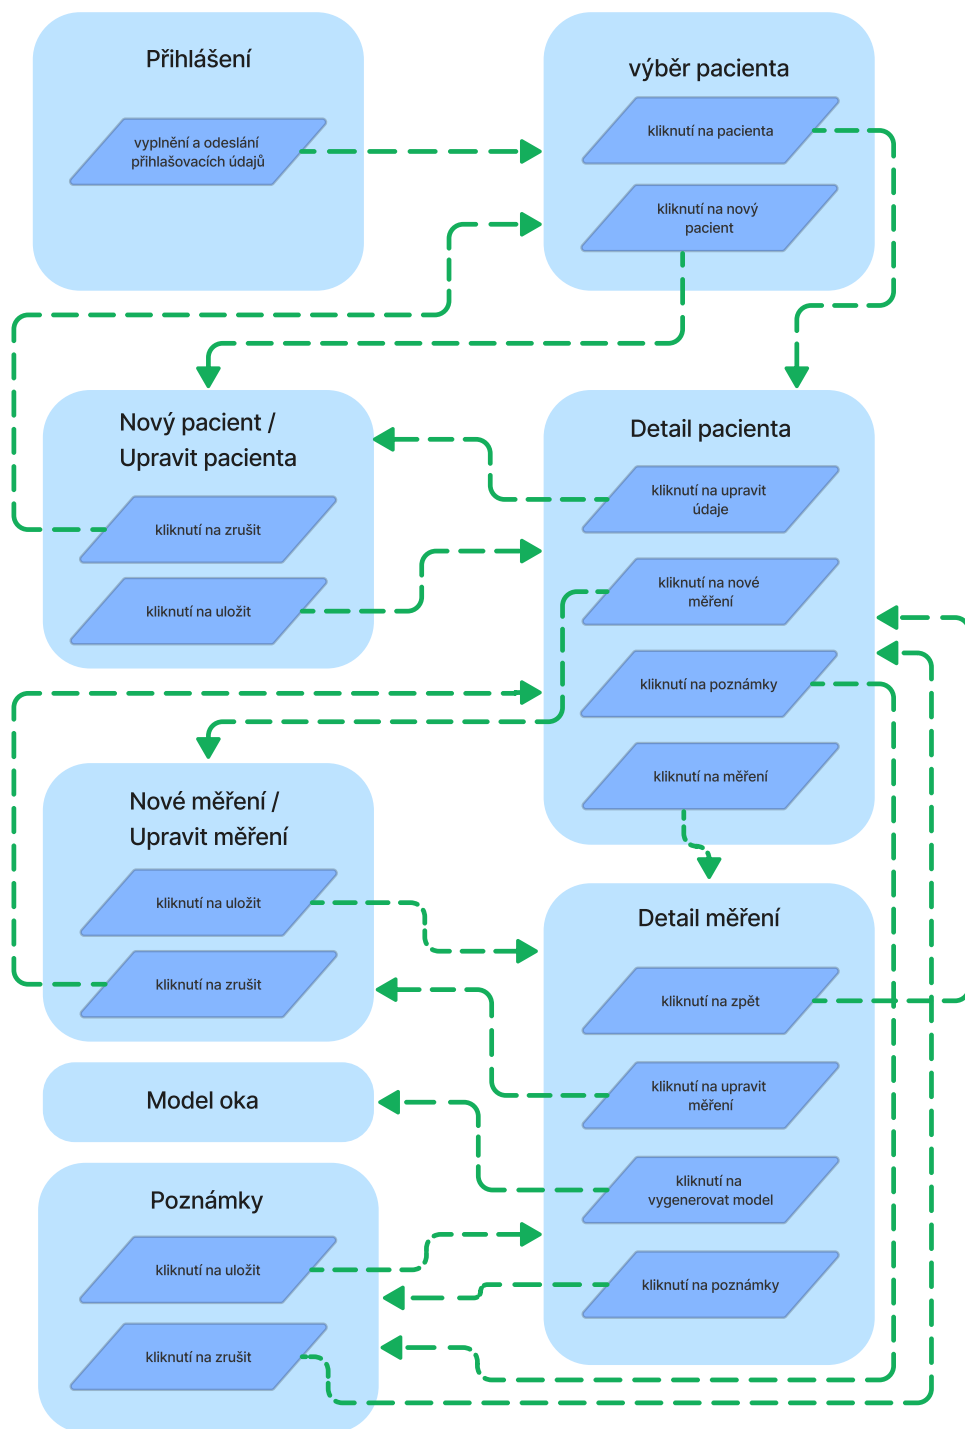 Přihlášení
vyplnění a odeslání
přihlašovacích údajů
výběr pacienta
kliknutí na pacienta
kliknutí na nový
pacient
Nový pacient /
Upravit pacienta
kliknutí na zrušit
kliknutí na uložit
Detail pacienta
kliknutí na upravit
údaje
kliknutí na nové
měření
kliknutí na poznámky
kliknutí na měření
Nové měření /
Upravit měření
kliknutí na uložit
kliknutí na zrušit
Detail měření
kliknutí na zpět
kliknutí na upravit
měření
kliknutí na
vygenerovat model
kliknutí na poznámky
Model oka
Poznámky
kliknutí na uložit
kliknutí na zrušit